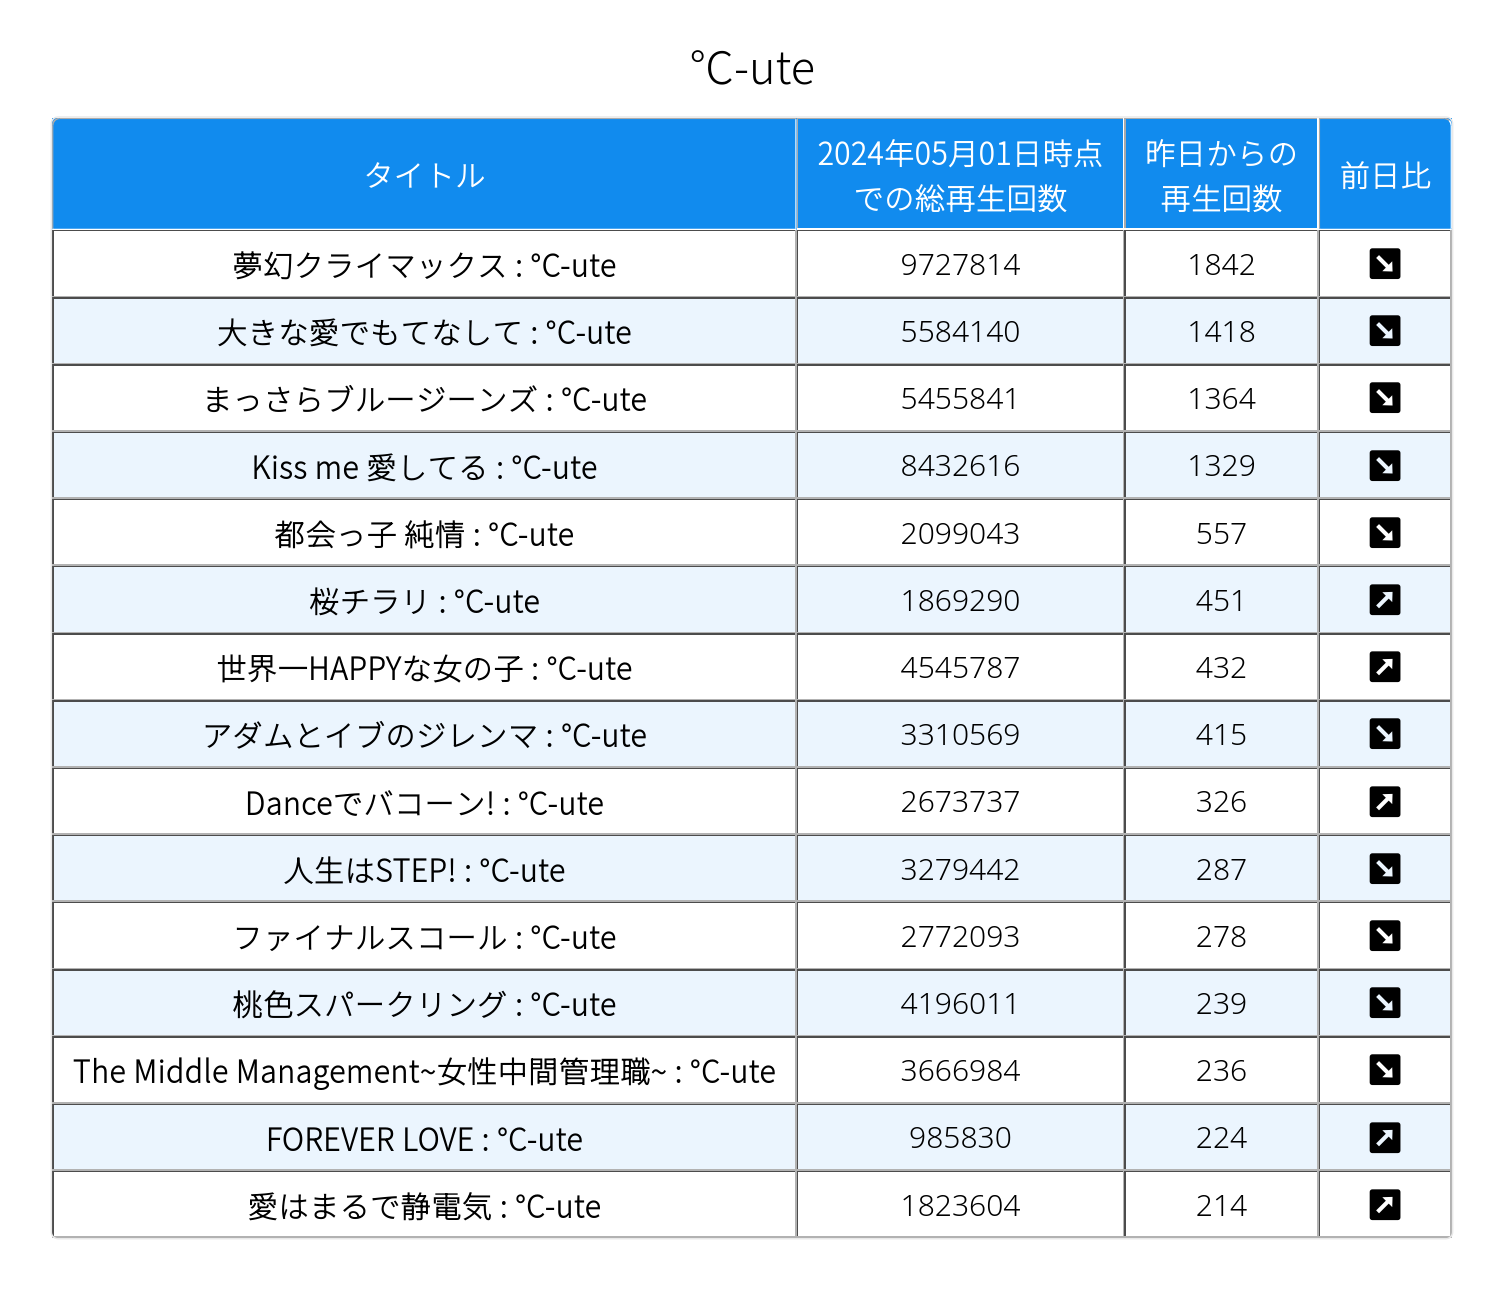 ℃-ute
タイトル
2024年05月01日時点
での総再生回数
昨日からの
再生回数
前日比
夢幻クライマックス : ℃-ute 9727814 1842 ↘
大きな愛でもてなして : ℃-ute 5584140 1418 ↘
まっさらブルージーンズ : ℃-ute 5455841 1364 ↘
Kiss me 愛してる : ℃-ute 8432616 1329 ↘
都会っ子 純情 : ℃-ute 2099043 557 ↘
桜チラリ : ℃-ute 1869290 451 ↗
世界一HAPPYな女の子 : ℃-ute 4545787 432 ↗
アダムとイブのジレンマ : ℃-ute 3310569 415 ↘
Danceでバコーン! : ℃-ute 2673737 326 ↗
人生はSTEP! : ℃-ute 3279442 287 ↘
ファイナルスコール : ℃-ute 2772093 278 ↘
桃色スパークリング : ℃-ute 4196011 239 ↘
The Middle Management~女性中間管理職~ : ℃-ute 3666984 236 ↘
FOREVER LOVE : ℃-ute 985830 224 ↗
愛はまるで静電気 : ℃-ute 1823604 214 ↗